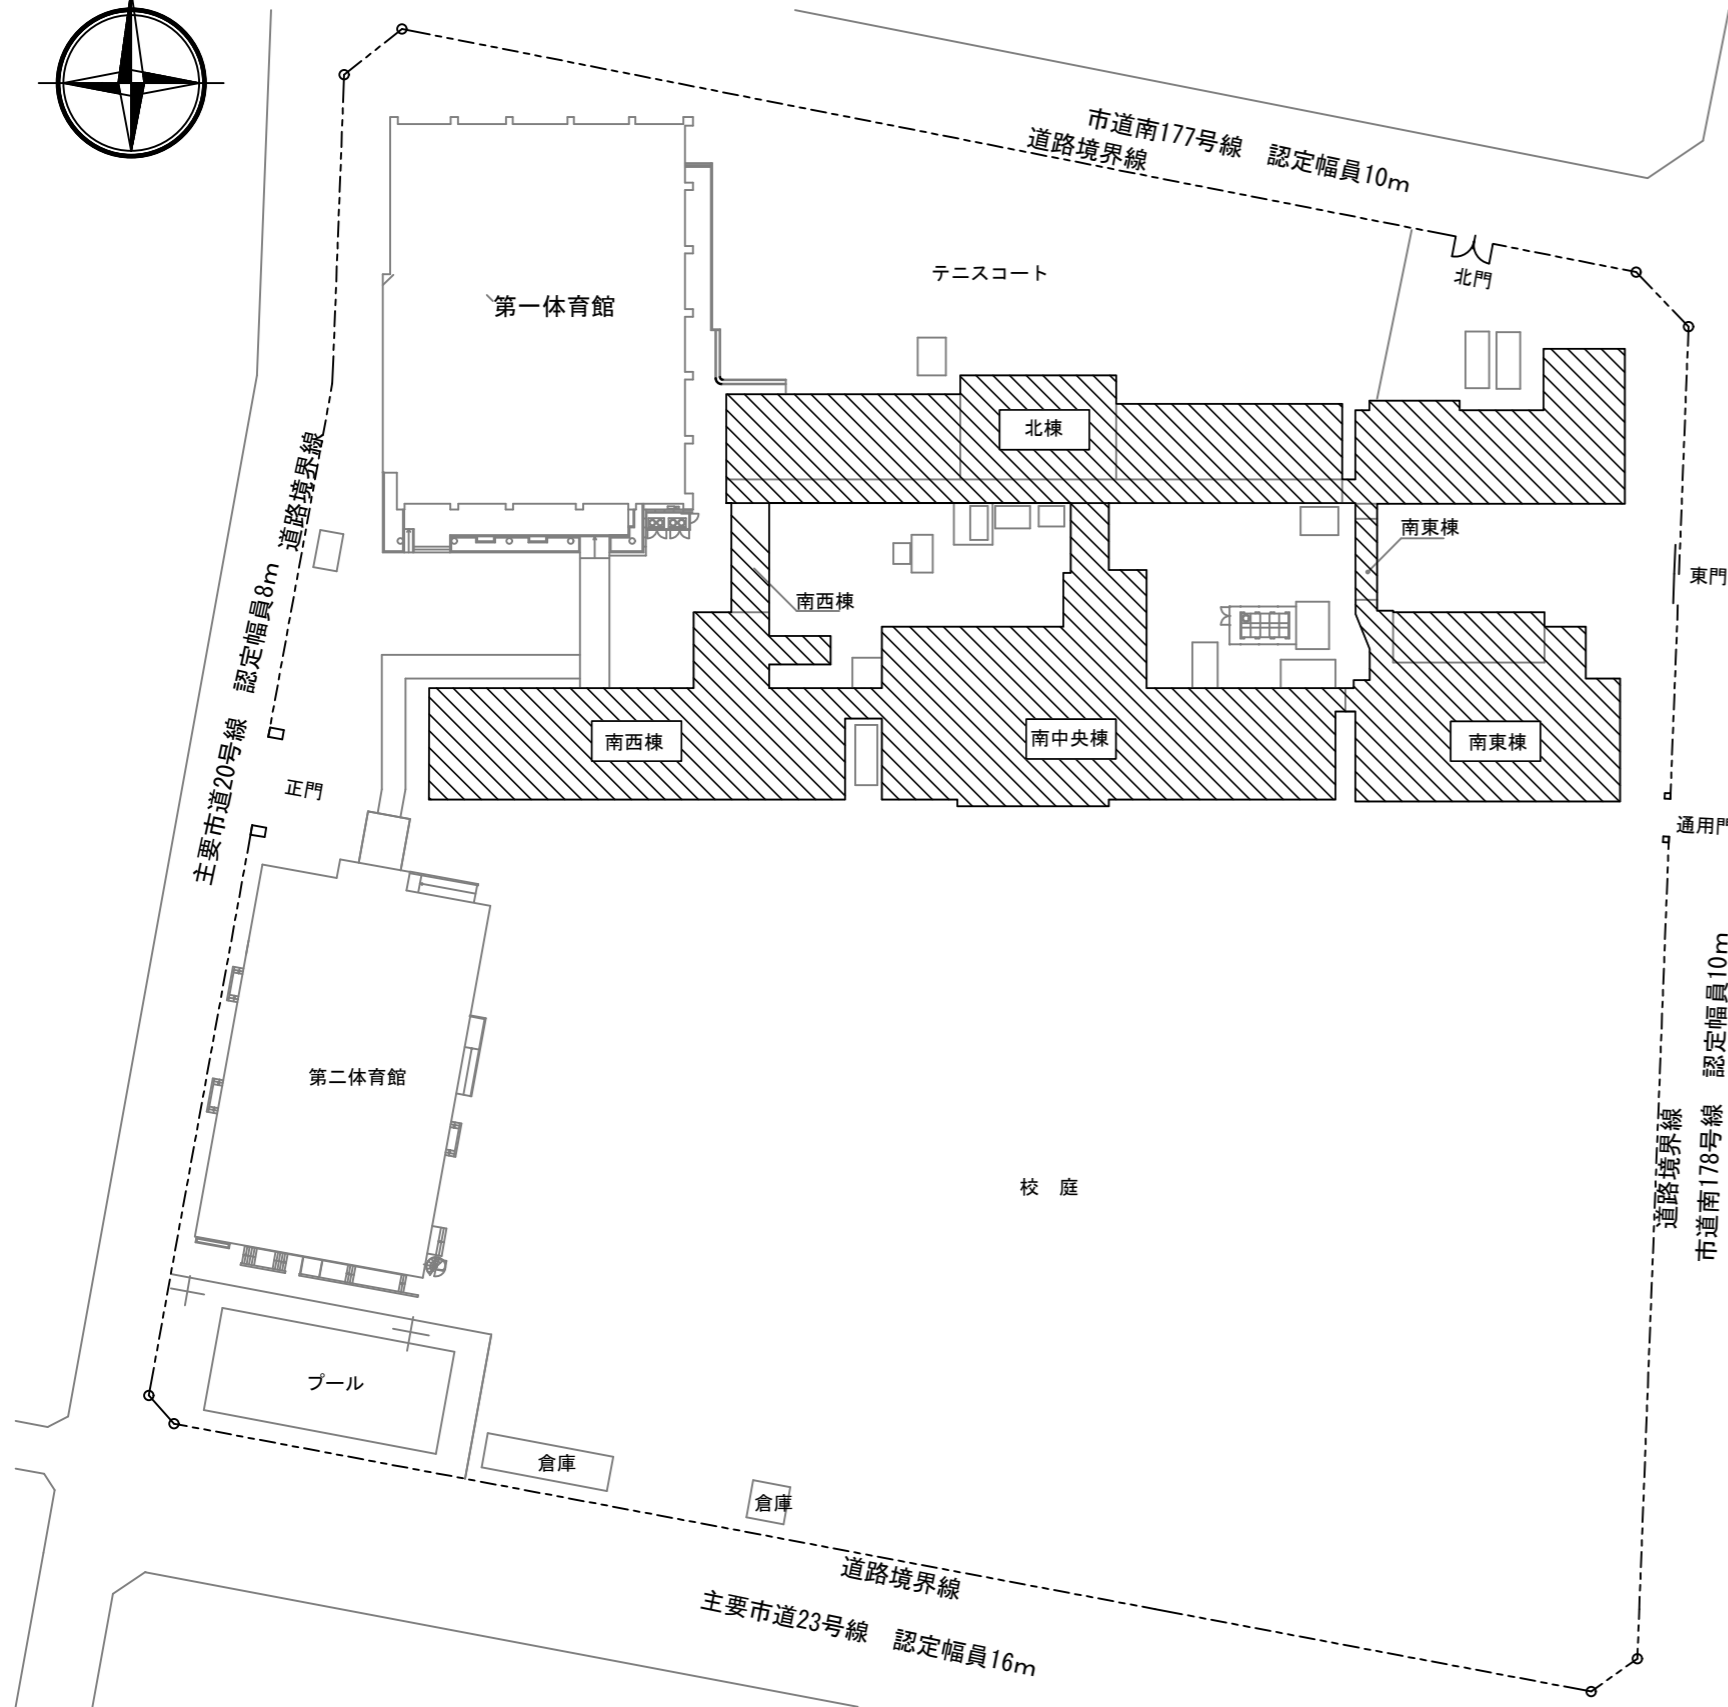 市道南177号線　認定幅員10m
道路境界線
テニスコート
北門
第一体育館
北棟
道路境界線
主要市道20号線　認定幅員8m
南東棟
東門
南西棟
南西棟
南中央棟
南東棟
正門
通用門
第二体育館
校　庭
道路境界線
市道南178号線　認定幅員10m
プール
倉庫
倉庫
道路境界線
主要市道23号線　認定幅員16m